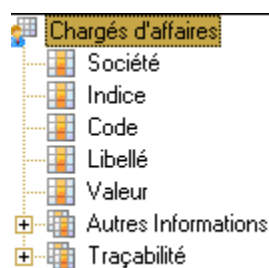 Chargés d'affaires
Société
Indice
Code
Libellé
Valeur
Autres Informations
Traçabilité